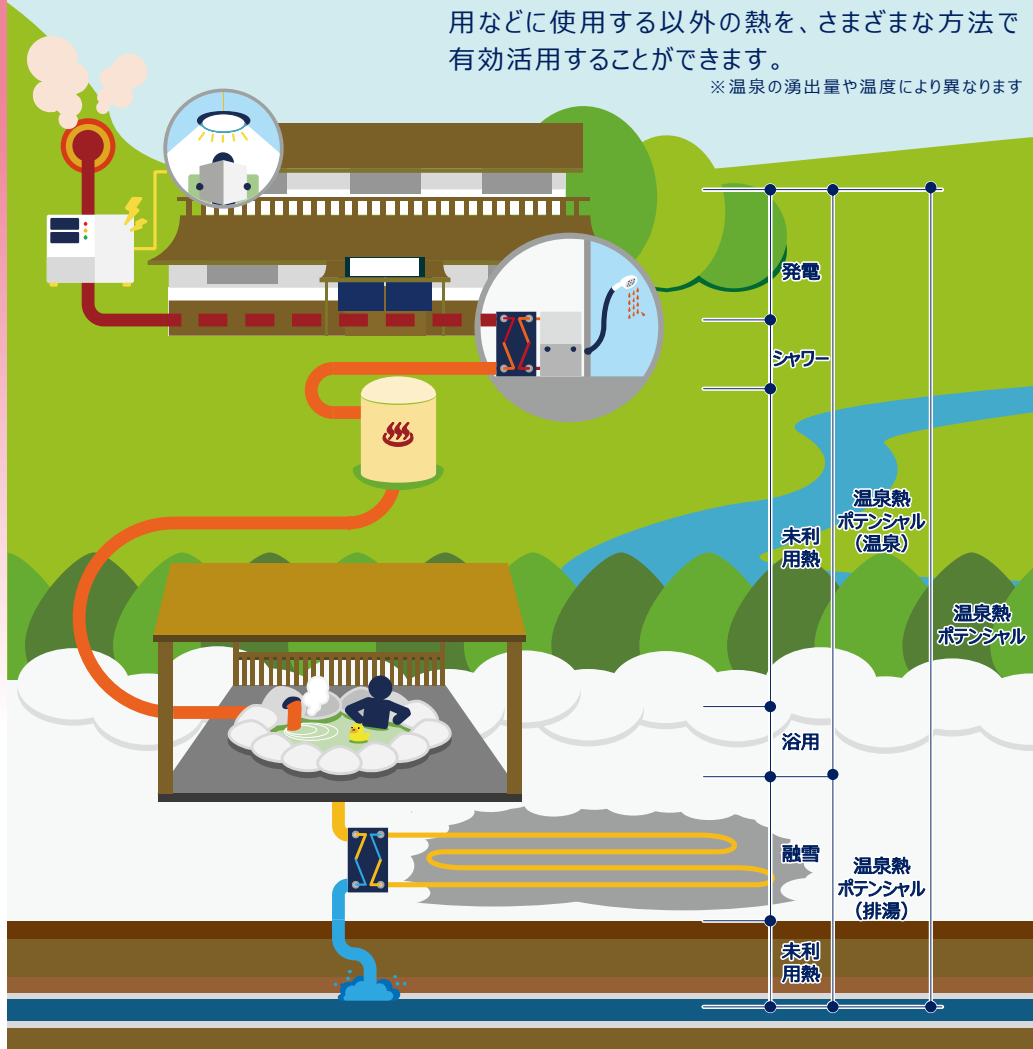 用などに使用する以外の熱を、さまざまな方法で
有効活用することができます。
※温泉の湧出量や温度により異なります
発電
シャワー
未利
用熱
温泉熱
ポテンシャル
（温泉）
温泉熱
ポテンシャル
浴用
融雪
温泉熱
ポテンシャル
（排湯）
未利
用熱